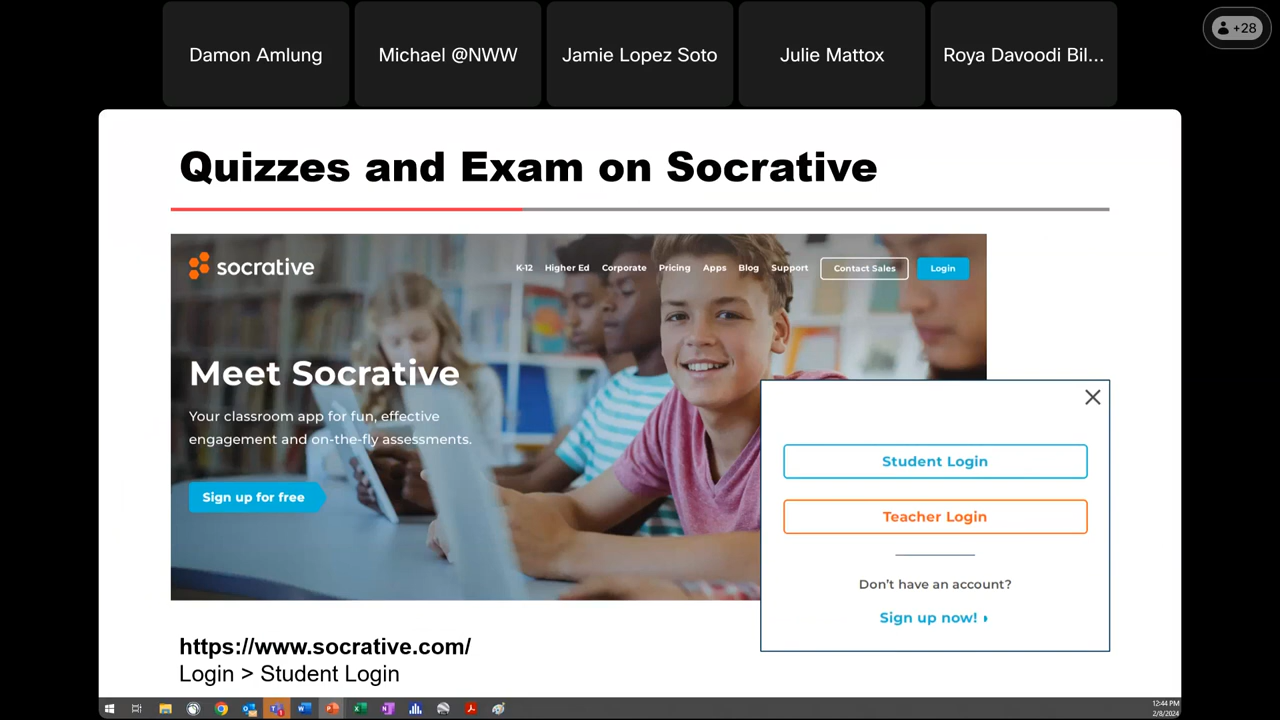 Damon Amlung
Michael @NWW
Jamie Lopez Soto
Julie Mattox
Roya Davoodi Bil...
+28
Quizzes and Exam on Socrative
socrative
K-12 Higher Ed Corporate Pricing Apps Blog Support Contact Sales Login
Meet Socrative
Your classroom app for fun, effective
engagement and on-the-fly assessments.
Sign up for free
Student Login
Teacher Login
Don't have an account?
Sign up now!
https://www.socrative.com/
Login > Student Login
12:44 PM
2/8/2024